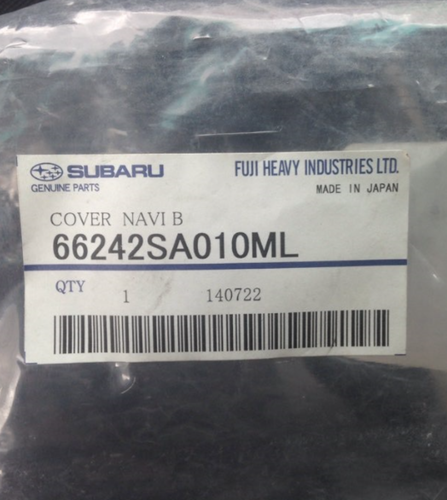 SUBARU FUJI HEAVY INDUSTRIES LTD.
GENUINE PARTS MADE IN JAPAN
COVER NAVI B
66242SA010ML
QTY 1 140722